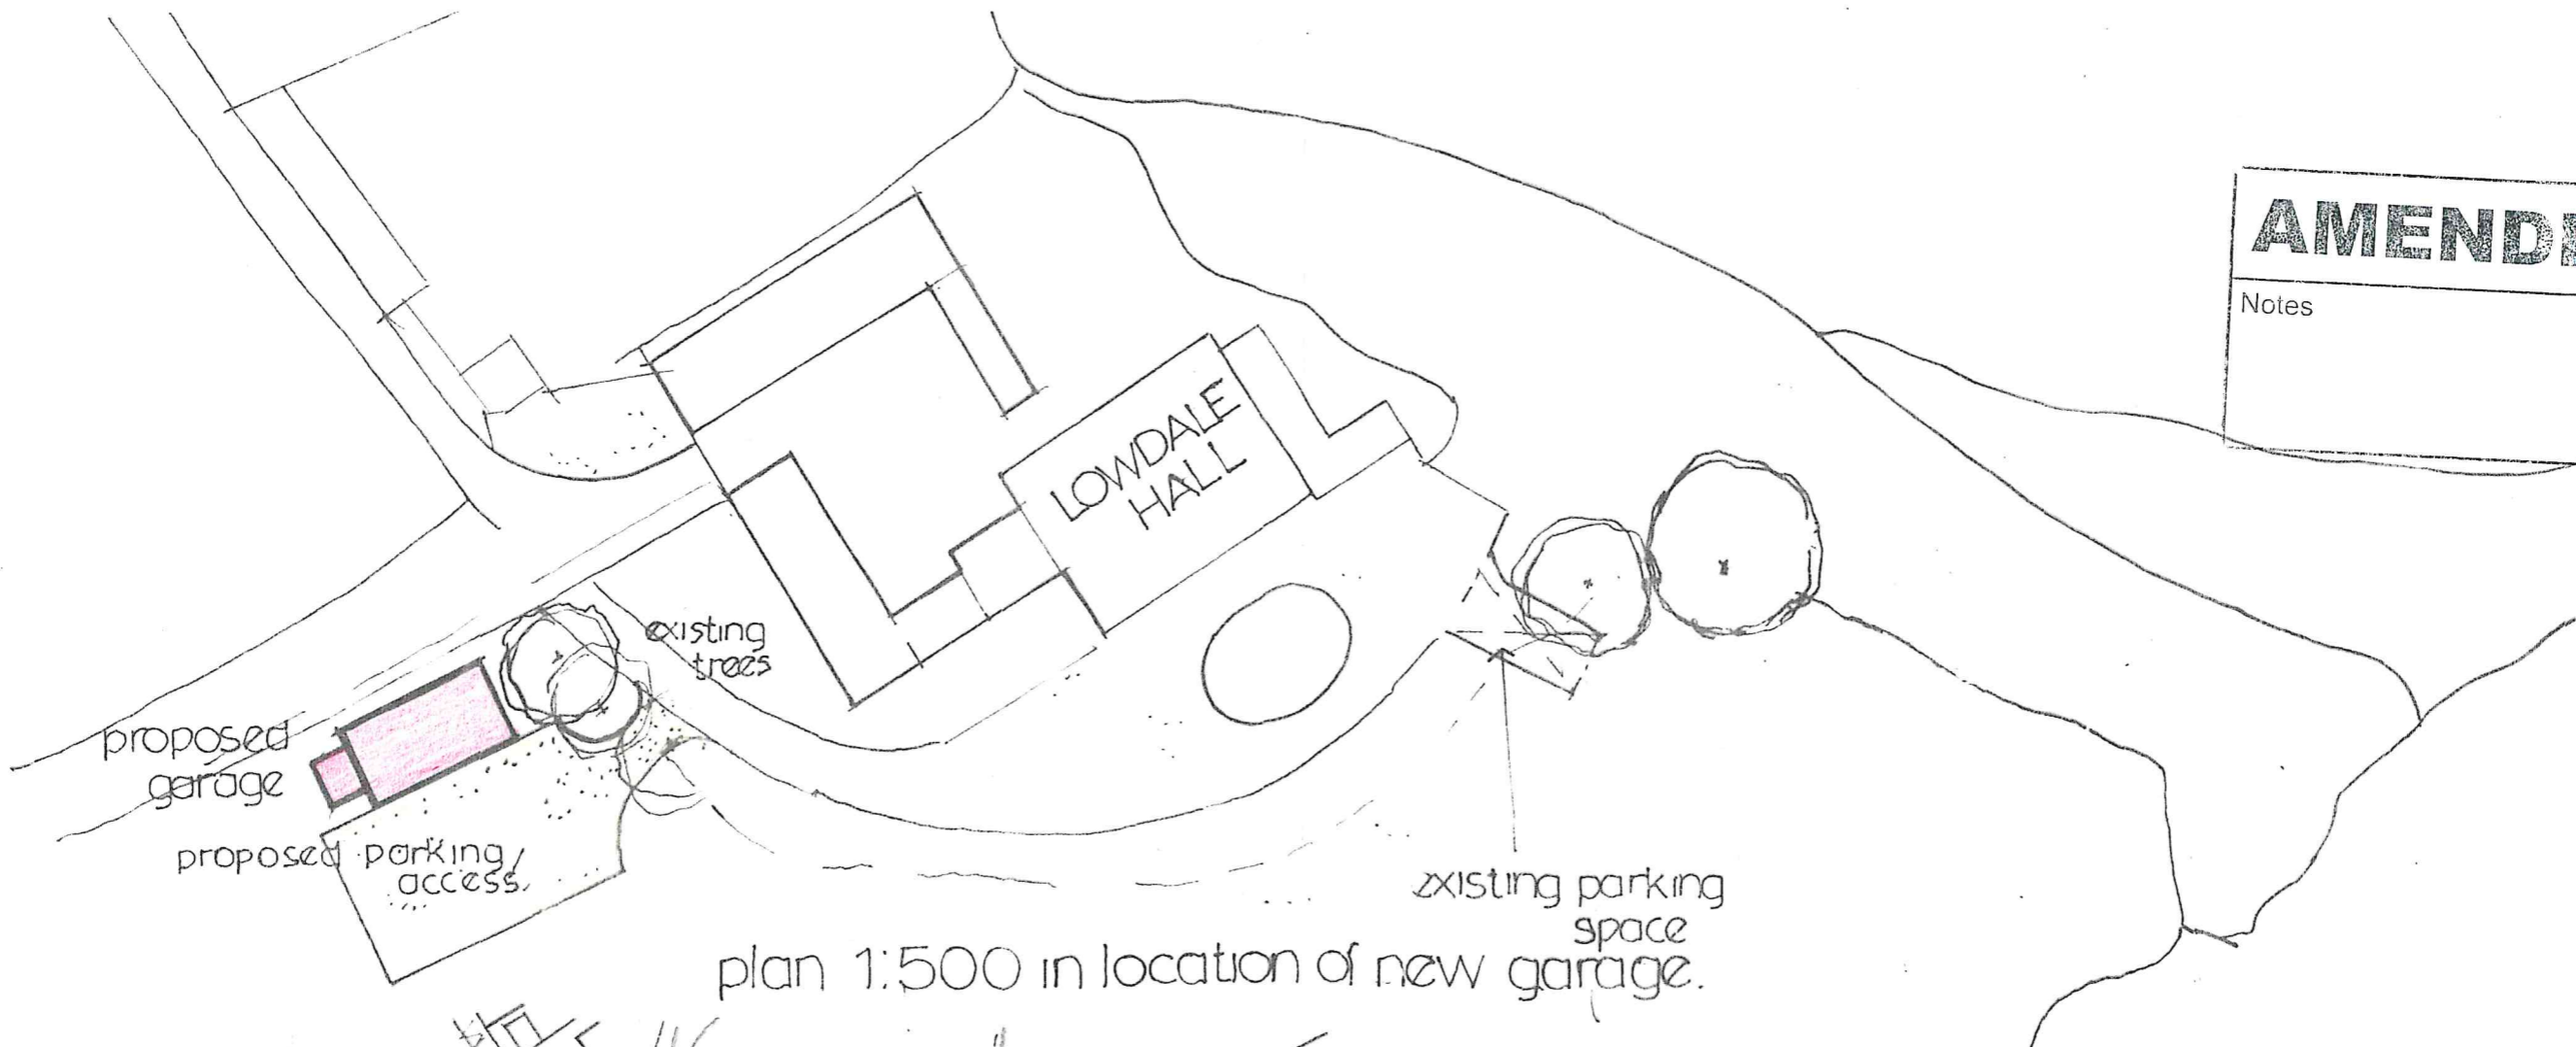 AMEND
Notes
LOWDALE
HALL
existing
trees
proposed
garage
proposed parking
access
existing parking
space
plan 1:500 in location of new garage.